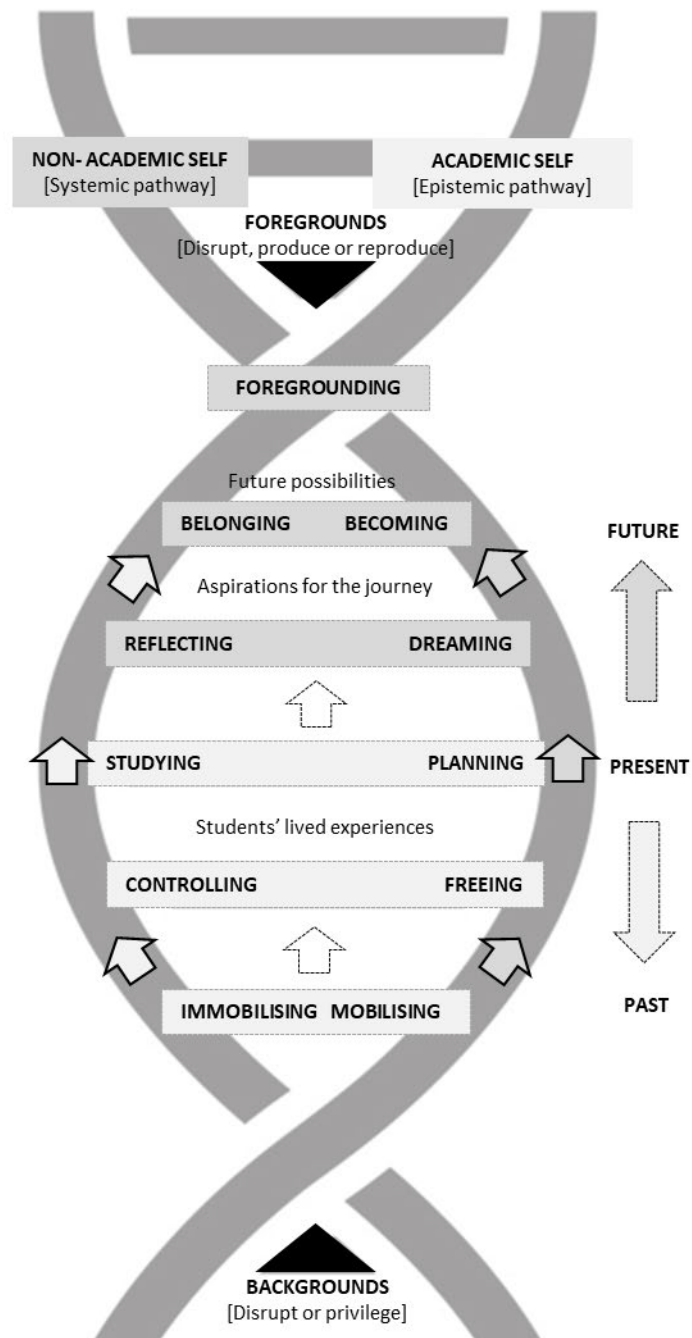 NON- ACADEMIC SELF
[Systemic pathway]
ACADEMIC SELF
[Epistemic pathway]
FOREGROUNDS
[Disrupt, produce or reproduce]
FOREGROUNDING
Future possibilities
BELONGING BECOMING
FUTURE
Aspirations for the journey
REFLECTING DREAMING
STUDYING PLANNING
PRESENT
Students’ lived experiences
CONTROLLING FREEING
IMMOBILISING MOBILISING
PAST
BACKGROUNDS
[Disrupt or privilege]